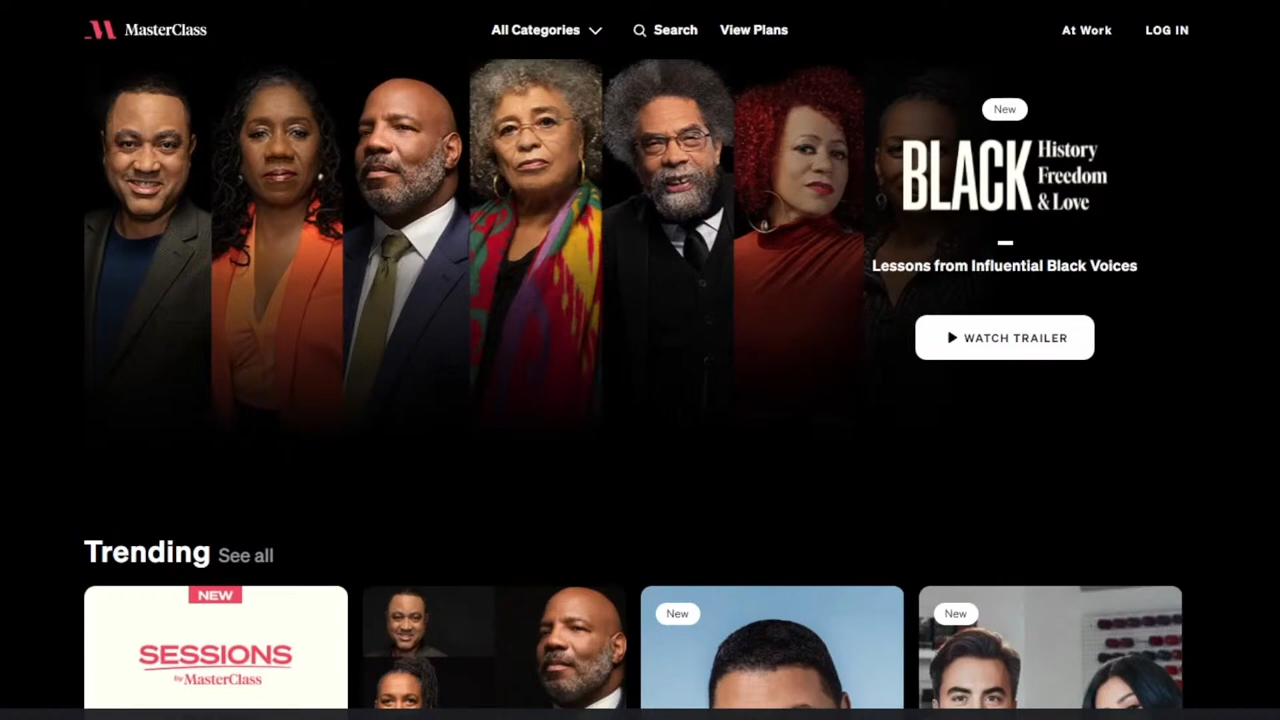 MasterClass
All Categories
Search
View Plans
At Work
LOG IN
New
BLACK
History
Freedom
& Love
Lessons from Influential Black Voices
WATCH TRAILER
Trending See all
NEW
SESSIONS
by MasterClass
New
New